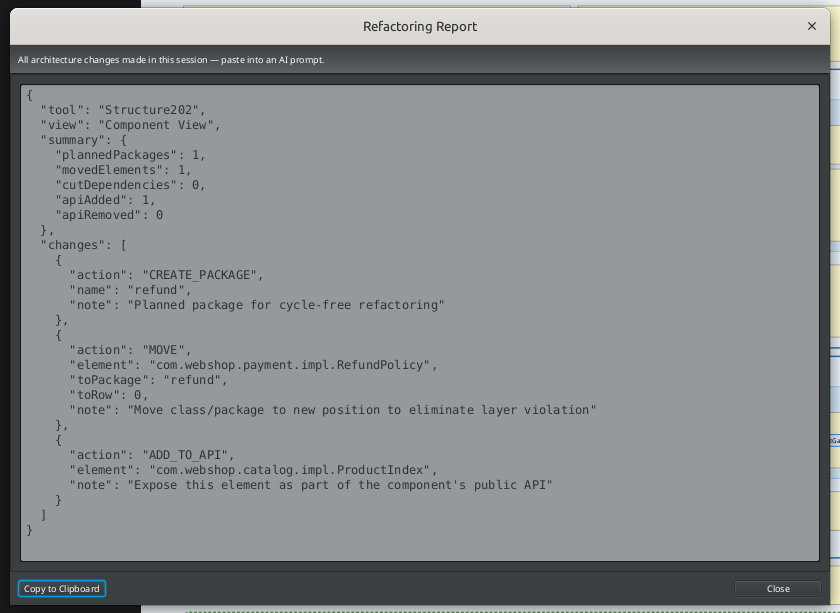 Refactoring Report
All architecture changes made in this session — paste into an AI prompt.
{
  "tool": "Structure202",
  "view": "Component View",
  "summary": {
    "plannedPackages": 1,
    "movedElements": 1,
    "cutDependencies": 0,
    "apiAdded": 1,
    "apiRemoved": 0
  },
  "changes": [
    {
      "action": "CREATE_PACKAGE",
      "name": "refund",
      "note": "Planned package for cycle-free refactoring"
    },
    {
      "action": "MOVE",
      "element": "com.webshop.payment.impl.RefundPolicy",
      "toPackage": "refund",
      "toRow": 0,
      "note": "Move class/package to new position to eliminate layer violation"
    },
    {
      "action": "ADD_TO_API",
      "element": "com.webshop.catalog.impl.ProductIndex",
      "note": "Expose this element as part of the component's public API"
    }
  ]
}
Copy to Clipboard
Close